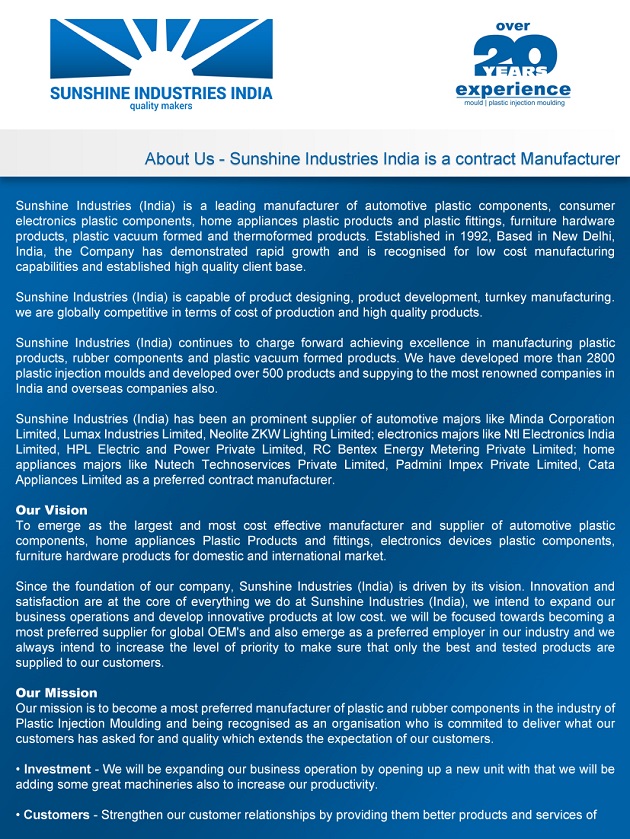 SUNSHINE INDUSTRIES INDIA
quality makers
over
20
YEARS
experience
mould | plastic injection moulding
About Us - Sunshine Industries India is a contract Manufacturer
Sunshine Industries (India) is a leading manufacturer of automotive plastic components, consumer
electronics plastic components, home appliances plastic products and plastic fittings, furniture hardware
products, plastic vacuum formed and thermoformed products. Established in 1992, Based in New Delhi,
India, the Company has demonstrated rapid growth and is recognised for low cost manufacturing
capabilities and established high quality client base.
Sunshine Industries (India) is capable of product designing, product development, turnkey manufacturing.
we are globally competitive in terms of cost of production and high quality products.
Sunshine Industries (India) continues to charge forward achieving excellence in manufacturing plastic
products, rubber components and plastic vacuum formed products. We have developed more than 2800
plastic injection moulds and developed over 500 products and suppying to the most renowned companies in
India and overseas companies also.
Sunshine Industries (India) has been an prominent supplier of automotive majors like Minda Corporation
Limited, Lumax Industries Limited, Neolite ZKW Lighting Limited; electronics majors like Ntl Electronics India
Limited, HPL Electric and Power Private Limited, RC Bentex Energy Metering Private Limited; home
appliances majors like Nutech Technoservices Private Limited, Padmini Impex Private Limited, Cata
Appliances Limited as a preferred contract manufacturer.
Our Vision
To emerge as the largest and most cost effective manufacturer and supplier of automotive plastic
components, home appliances Plastic Products and fittings, electronics devices plastic components,
furniture hardware products for domestic and international market.
Since the foundation of our company, Sunshine Industries (India) is driven by its vision. Innovation and
satisfaction are at the core of everything we do at Sunshine Industries (India), we intend to expand our
business operations and develop innovative products at low cost. we will be focused towards becoming a
most preferred supplier for global OEM's and also emerge as a preferred employer in our industry and we
always intend to increase the level of priority to make sure that only the best and tested products are
supplied to our customers.
Our Mission
Our mission is to become a most preferred manufacturer of plastic and rubber components in the industry of
Plastic Injection Moulding and being recognised as an organisation who is commited to deliver what our
customers has asked for and quality which extends the expectation of our customers.
• Investment - We will be expanding our business operation by opening up a new unit with that we will be
adding some great machineries also to increase our productivity.
• Customers - Strengthen our customer relationships by providing them better products and services of